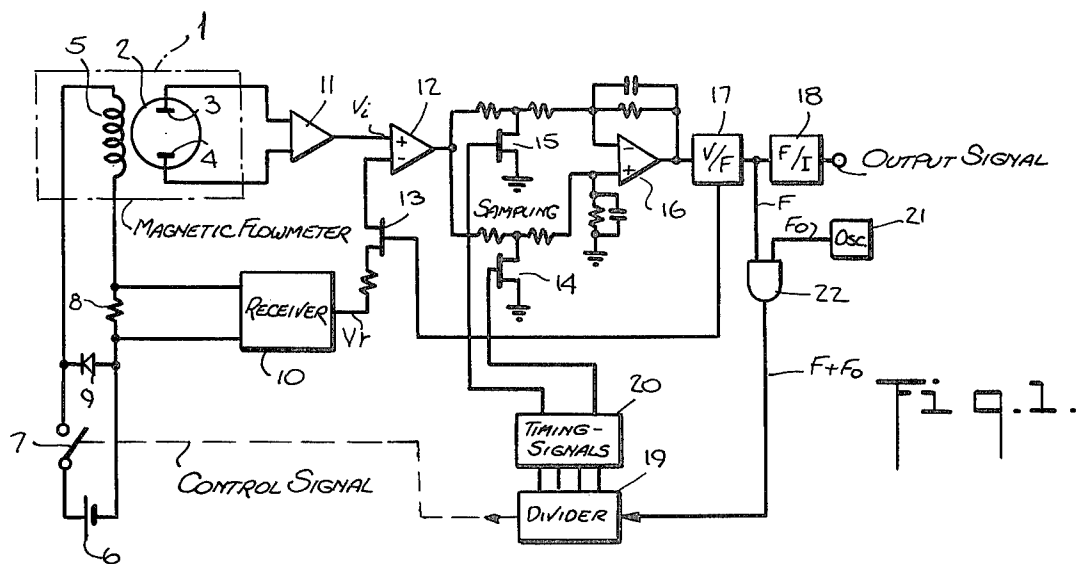 1
5
2
3
4
11
Vi
12
+
-
15
-
+
16
17
V/F
18
F/I
OUTPUT SIGNAL
MAGNETIC FLOWMETER
13
SAMPLING
14
F
Fo
OSC.
21
22
8
RECEIVER
10
Vr
9
F+Fo
Fig.1.
20
TIMING-
SIGNALS
7
CONTROL SIGNAL
19
DIVIDER
6